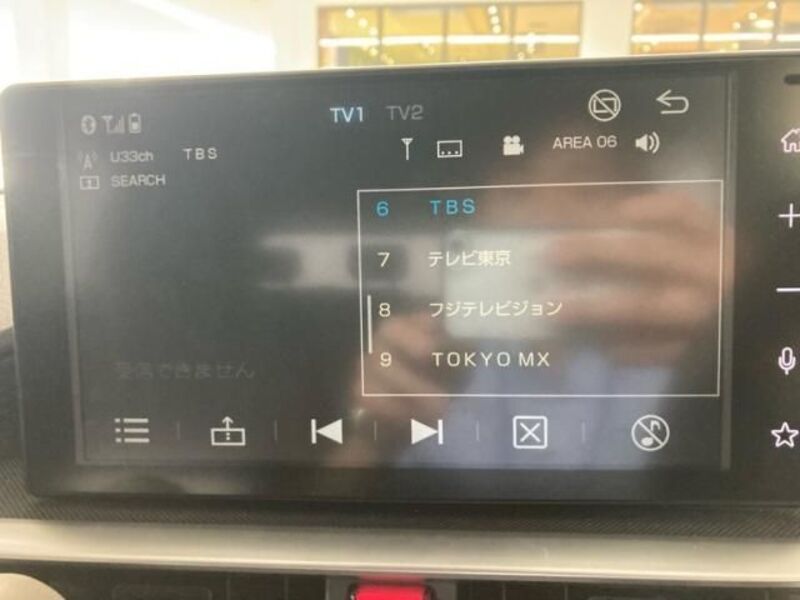 TV1 TV2
U33ch TBS
AREA 06
1 SEARCH
6 TBS
7 テレビ東京
8 フジテレビジョン
9 TOKYO MX
受信できません